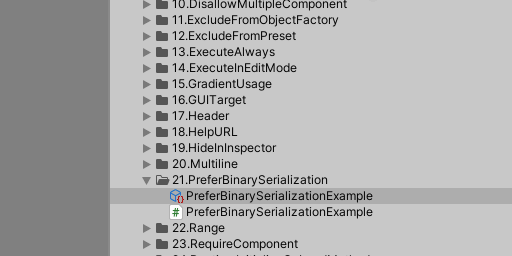 10.DisallowMultipleComponent
11.ExcludeFromObjectFactory
12.ExcludeFromPreset
13.ExecuteAlways
14.ExecuteInEditMode
15.GradientUsage
16.GUITarget
17.Header
18.HelpURL
19.HideInInspector
20.Multiline
21.PreferBinarySerialization
PreferBinarySerializationExample
PreferBinarySerializationExample
22.Range
23.RequireComponent